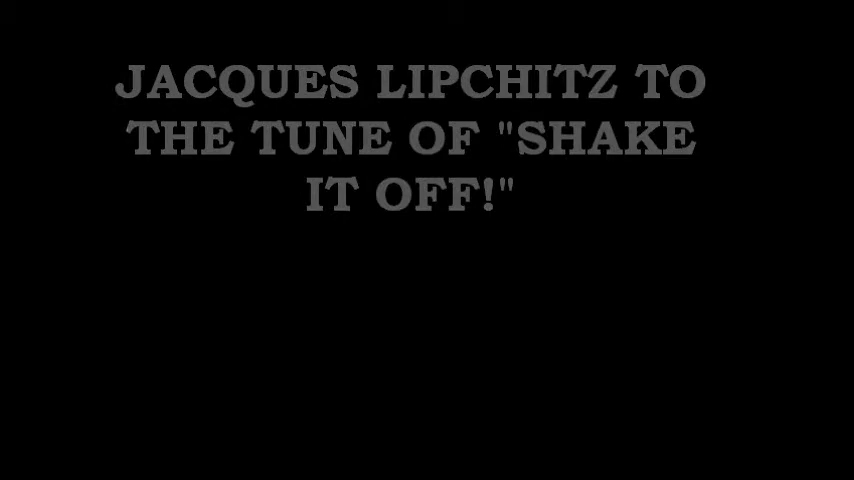 JACQUES LIPCHITZ TO
THE TUNE OF "SHAKE
IT OFF!"